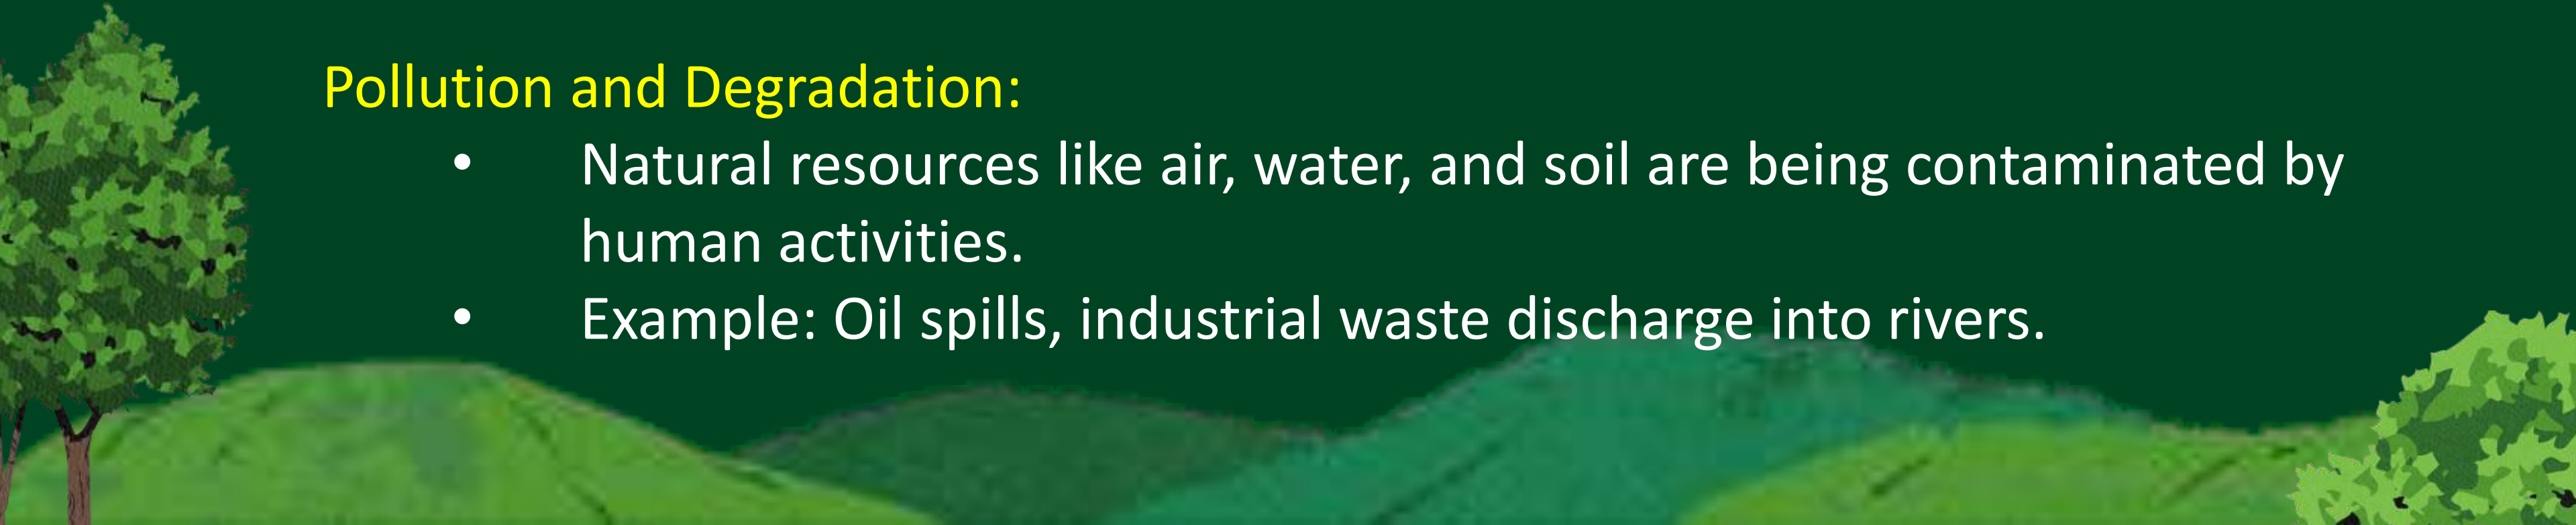 Pollution and Degradation:
• Natural resources like air, water, and soil are being contaminated by
human activities.
• Example: Oil spills, industrial waste discharge into rivers.